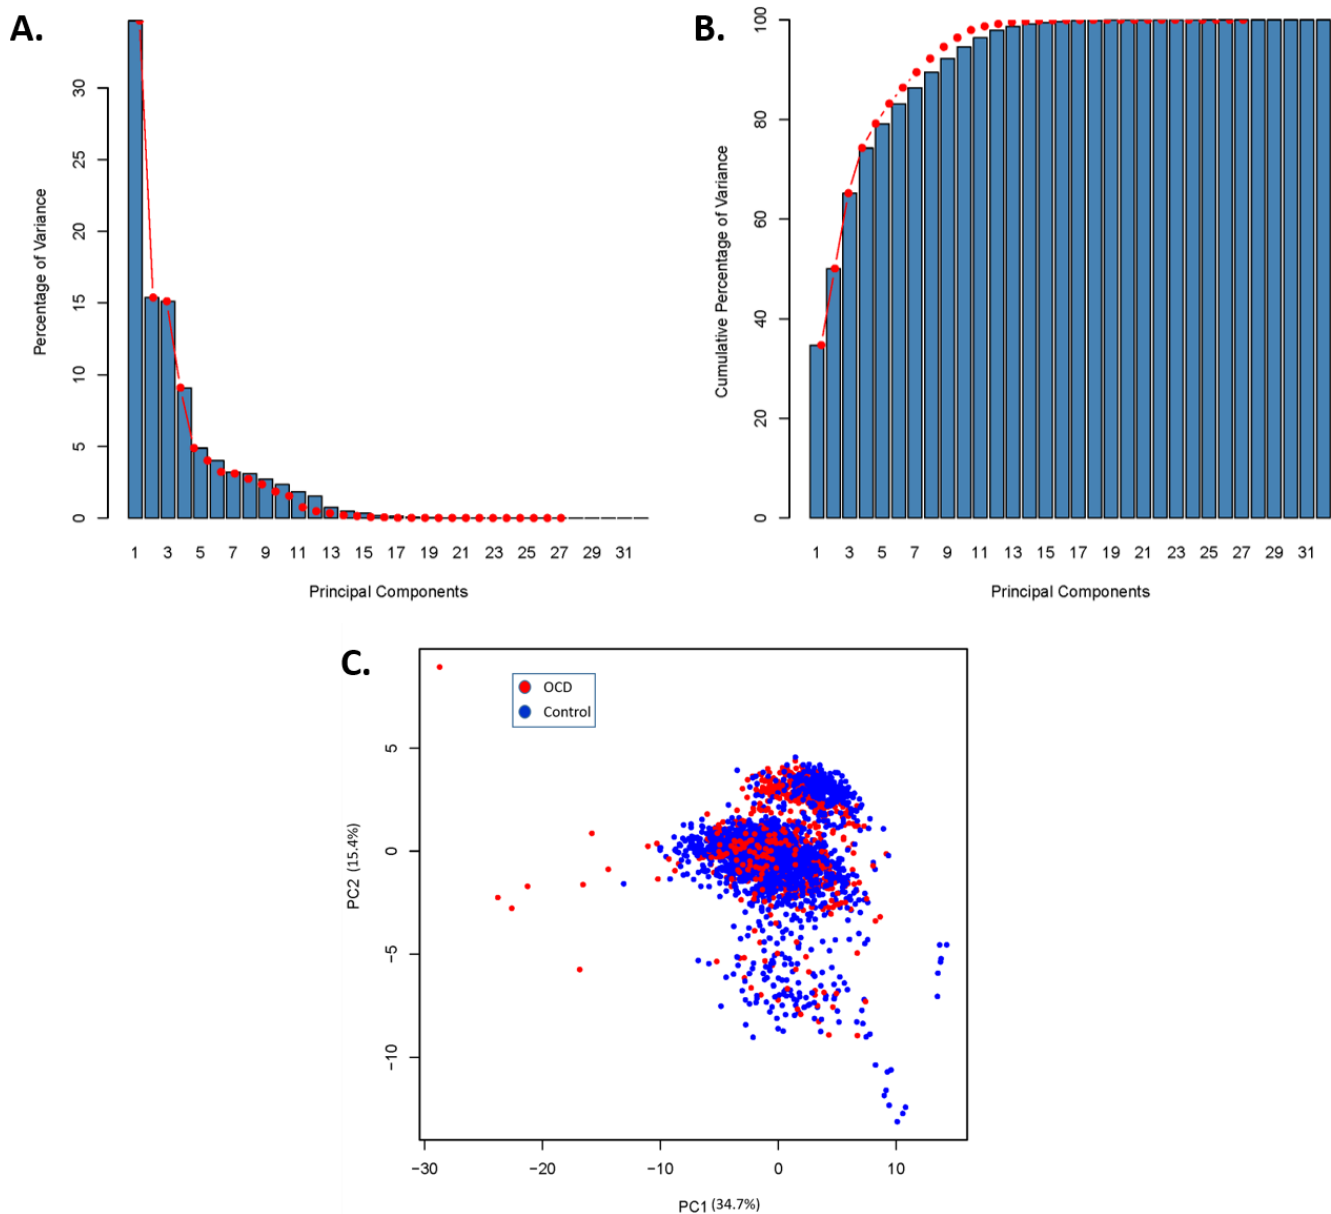 A.
Percentage of Variance
30
25
20
15
10
5
0
1 3 5 7 9 11 13 15 17 19 21 23 25 27 29 31
Principal Components
B.
Cumulative Percentage of Variance
100
80
60
40
20
0
1 3 5 7 9 11 13 15 17 19 21 23 25 27 29 31
Principal Components
C.
OCD
Control
PC2 (15.4%)
5
0
−5
−10
−30 −20 −10 0 10
PC1 (34.7%)